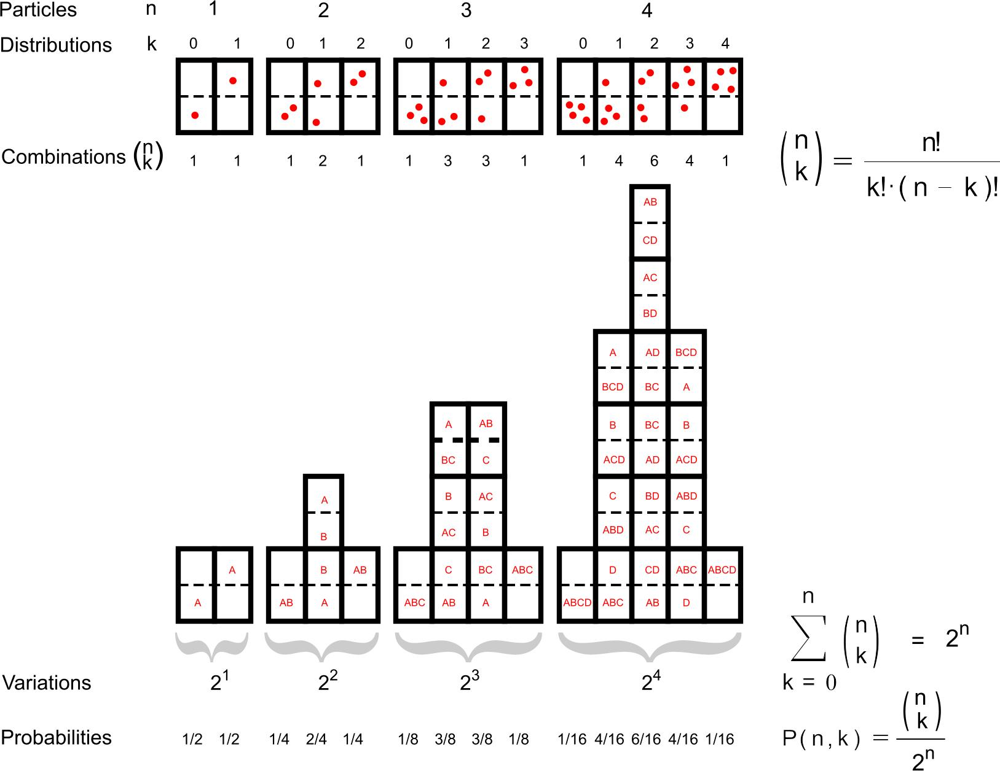 Particles n 1 2 3 4
Distributions k 0 1 0 1 2 0 1 2 3 0 1 2 3 4
Combinations (n k) 1 1 1 2 1 1 3 3 1 1 4 6 4 1
(n k) = n! / k!·(n − k)!
AB
CD
AC
BD
A AD BCD
BCD BC A
A AB B BC B
BC C ACD AD ACD
A B AC C BD ABD
B AC B ABD AC C
A B AB C BC ABC D CD ABC ABCD
A AB A ABC AB A ABCD ABC AB D
n
∑ (n k) = 2^n
k = 0
Variations 2^1 2^2 2^3 2^4
Probabilities 1/2 1/2 1/4 2/4 1/4 1/8 3/8 3/8 1/8 1/16 4/16 6/16 4/16 1/16
P(n,k) = (n k) / 2^n